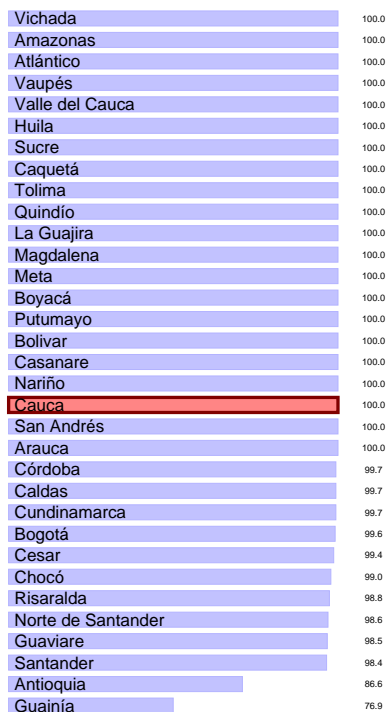 Vichada 100.0
Amazonas 100.0
Atlántico 100.0
Vaupés 100.0
Valle del Cauca 100.0
Huila 100.0
Sucre 100.0
Caquetá 100.0
Tolima 100.0
Quindío 100.0
La Guajira 100.0
Magdalena 100.0
Meta 100.0
Boyacá 100.0
Putumayo 100.0
Bolivar 100.0
Casanare 100.0
Nariño 100.0
Cauca 100.0
San Andrés 100.0
Arauca 100.0
Córdoba 99.7
Caldas 99.7
Cundinamarca 99.7
Bogotá 99.6
Cesar 99.4
Chocó 99.0
Risaralda 98.8
Norte de Santander 98.6
Guaviare 98.5
Santander 98.4
Antioquia 86.6
Guainía 76.9